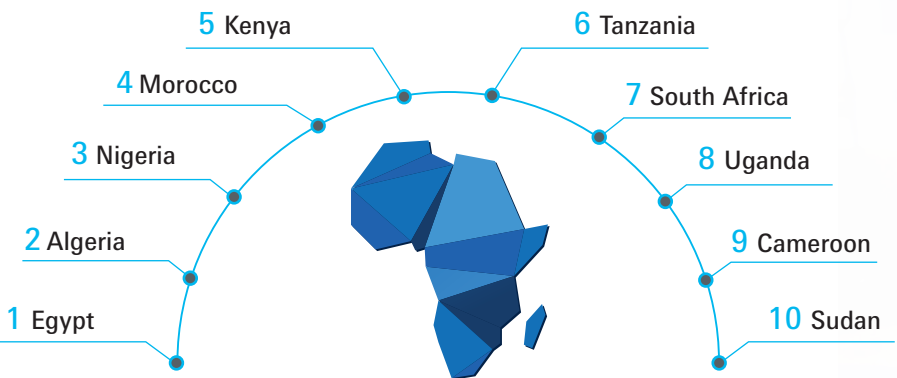 1 Egypt
2 Algeria
3 Nigeria
4 Morocco
5 Kenya
6 Tanzania
7 South Africa
8 Uganda
9 Cameroon
10 Sudan